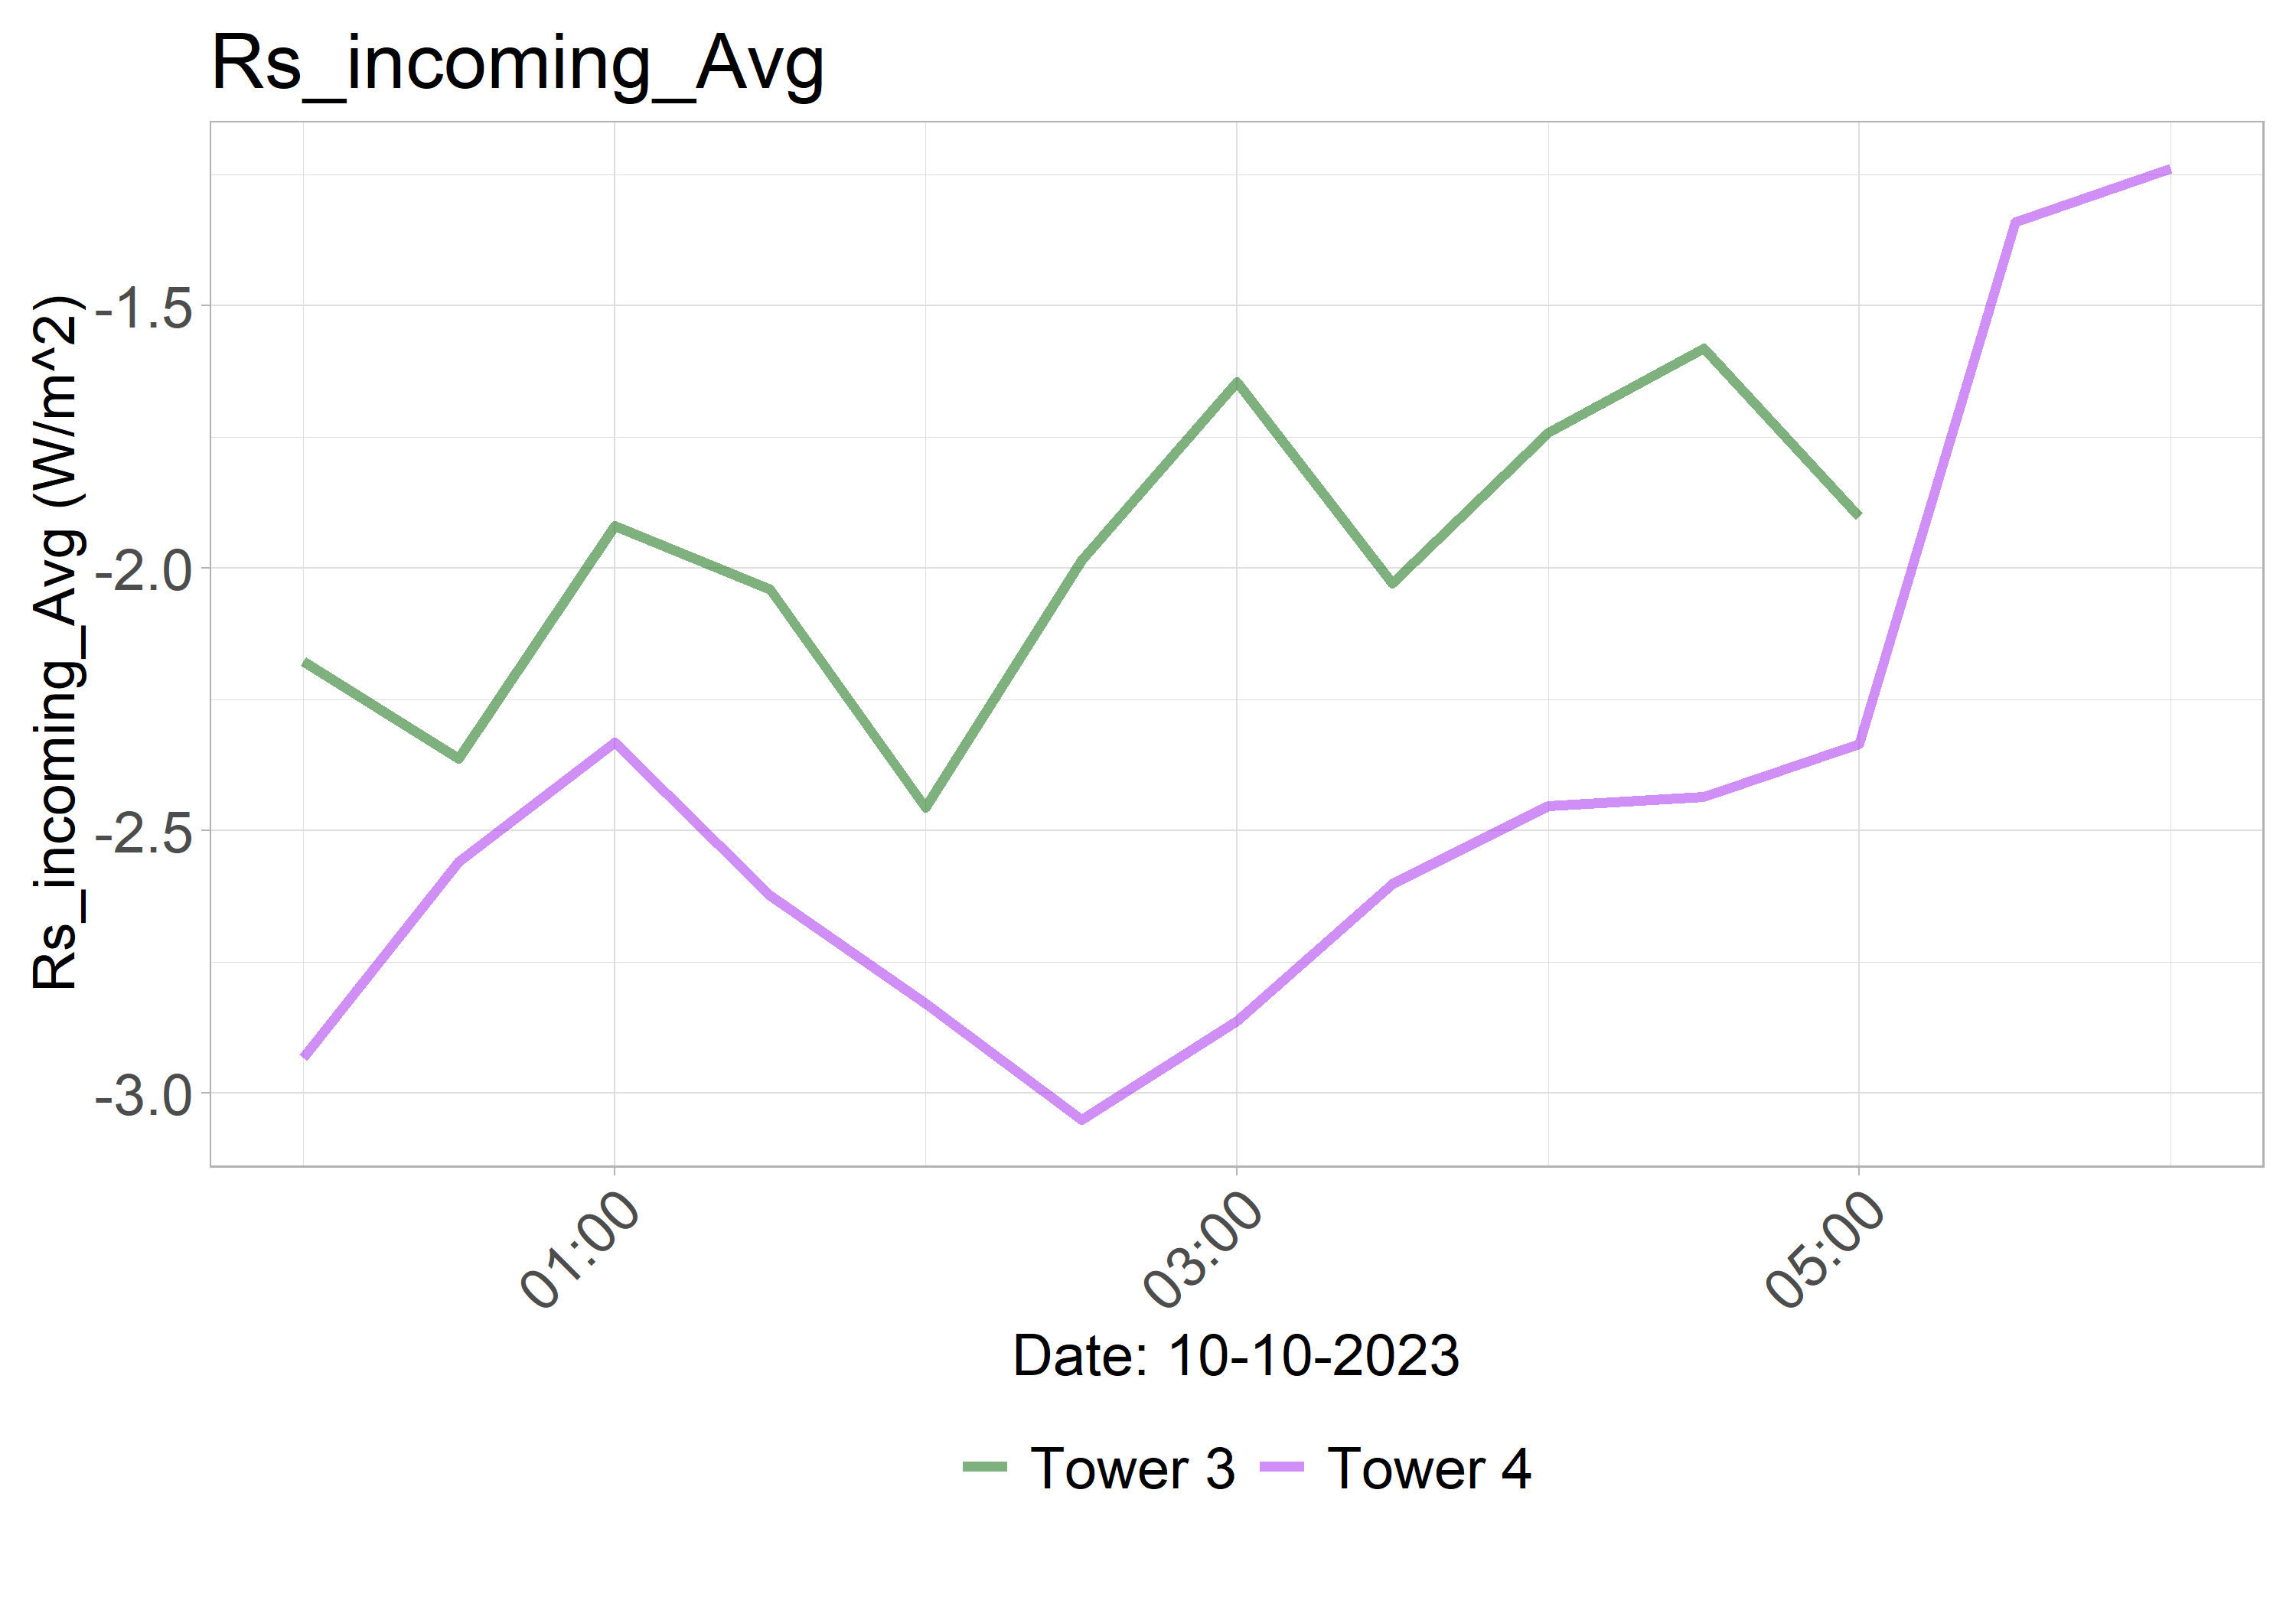 Rs_incoming_Avg
Rs_incoming_Avg (W/m^2)
-1.5
-2.0
-2.5
-3.0
01:00
03:00
05:00
Date: 10-10-2023
Tower 3
Tower 4